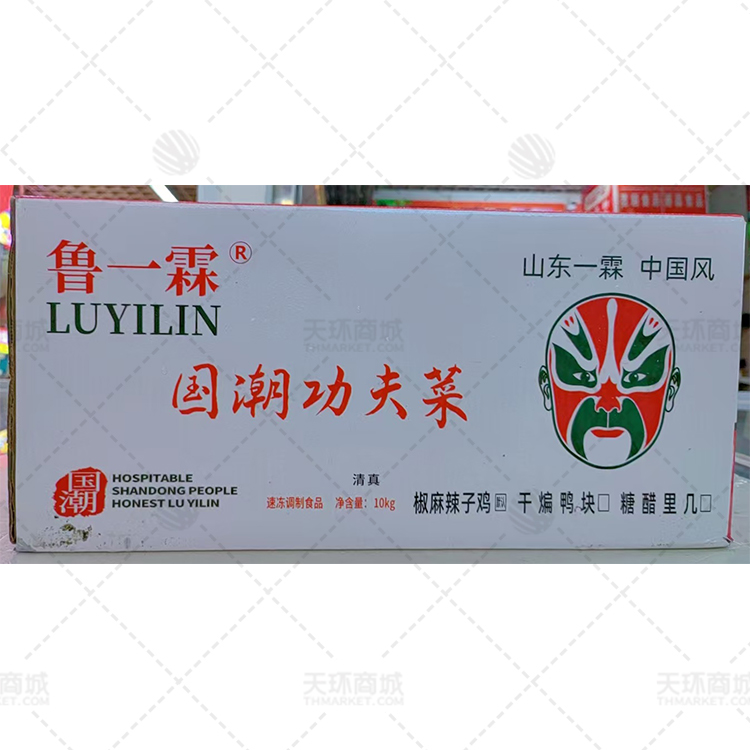 鲁一霖®
LUYILIN
山东一霖 中国风
国潮功夫菜
国潮
HOSPITABLE
SHANDONG PEOPLE
HONEST LU YILIN
清真
速冻调制食品 净含量：10kg
椒麻辣子鸡 干煸鸭块□ 糖醋里几□
天环商城
THMARKET.COM